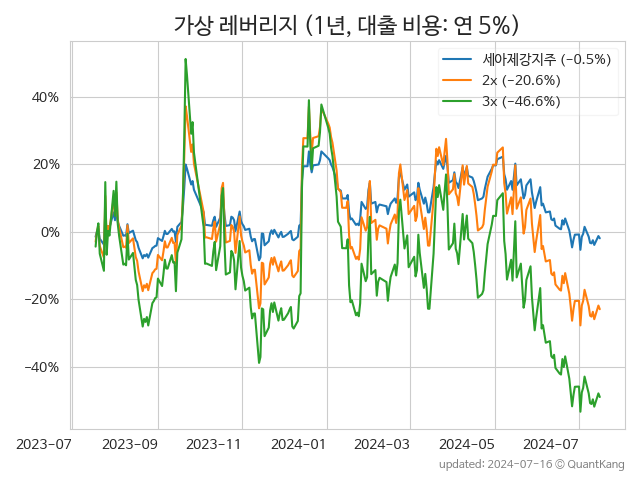 가상 레버리지 (1년, 대출 비용: 연 5%)
세아제강지주 (−0.5%)
2x (−20.6%)
3x (−46.6%)
40%
20%
0%
−20%
−40%
2023-07 2023-09 2023-11 2024-01 2024-03 2024-05 2024-07
updated: 2024-07-16 © QuantKang